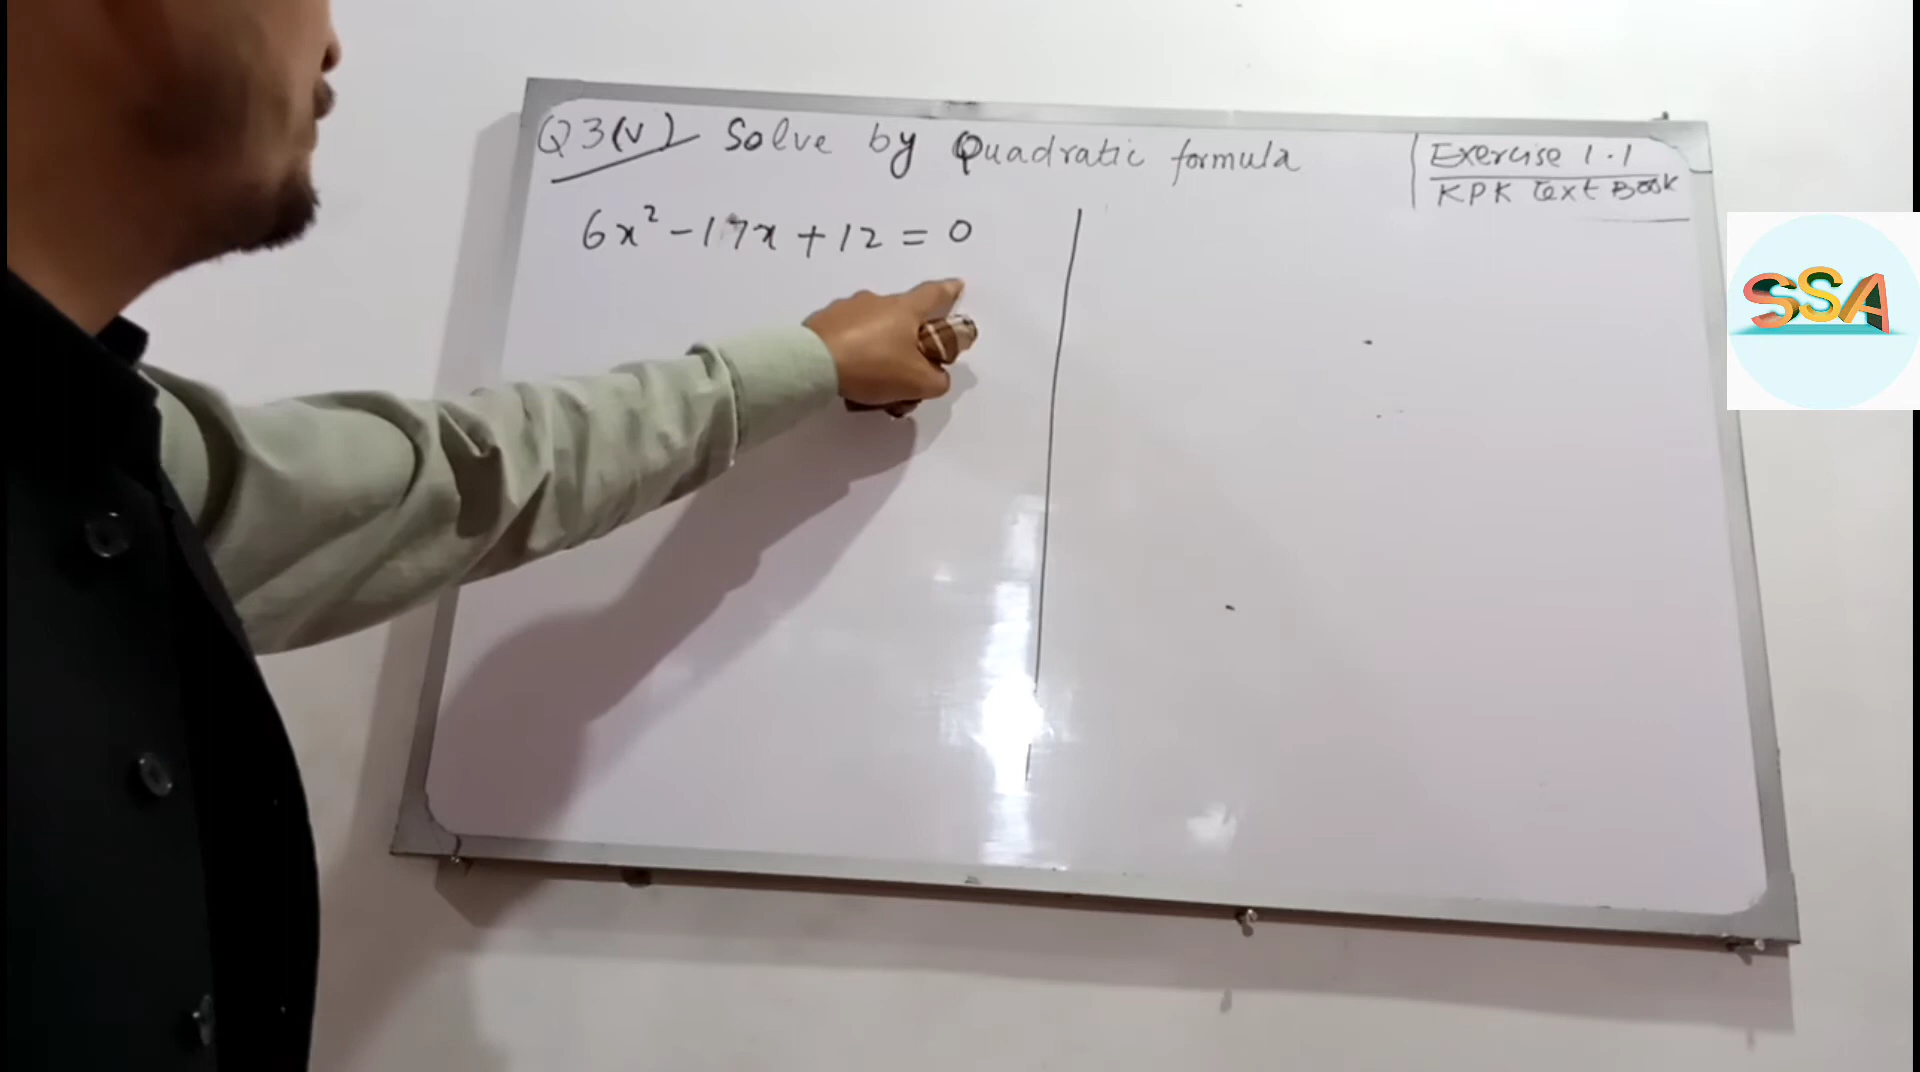 Q3(v) Solve by Quadratic formula
Exercise 1.1
KPK Text Book
6x² - 17x + 12 = 0
SSA